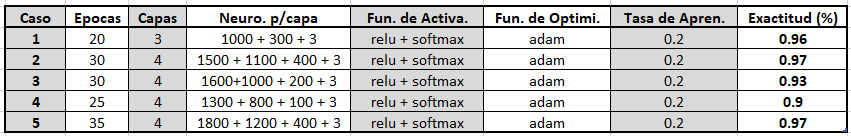 Caso Epocas Capas Neuro. p/capa Fun. de Activa. Fun. de Optimi. Tasa de Apren. Exactitud (%)
1 20 3 1000 + 300 + 3 relu + softmax adam 0.2 0.96
2 30 4 1500 + 1100 + 400 + 3 relu + softmax adam 0.2 0.97
3 30 4 1600+1000 + 200 + 3 relu + softmax adam 0.2 0.93
4 25 4 1300 + 800 + 100 + 3 relu + softmax adam 0.2 0.9
5 35 4 1800 + 1200 + 400 + 3 relu + softmax adam 0.2 0.97